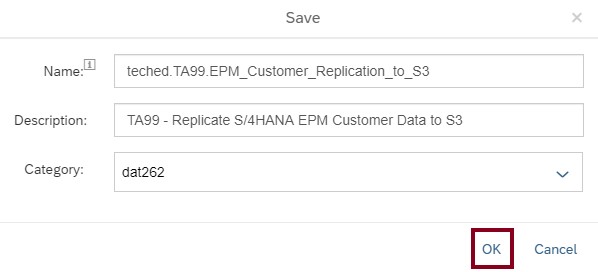 Save ×
Name: i teched.TA99.EPM_Customer_Replication_to_S3
Description: TA99 - Replicate S/4HANA EPM Customer Data to S3
Category: dat262
OK Cancel